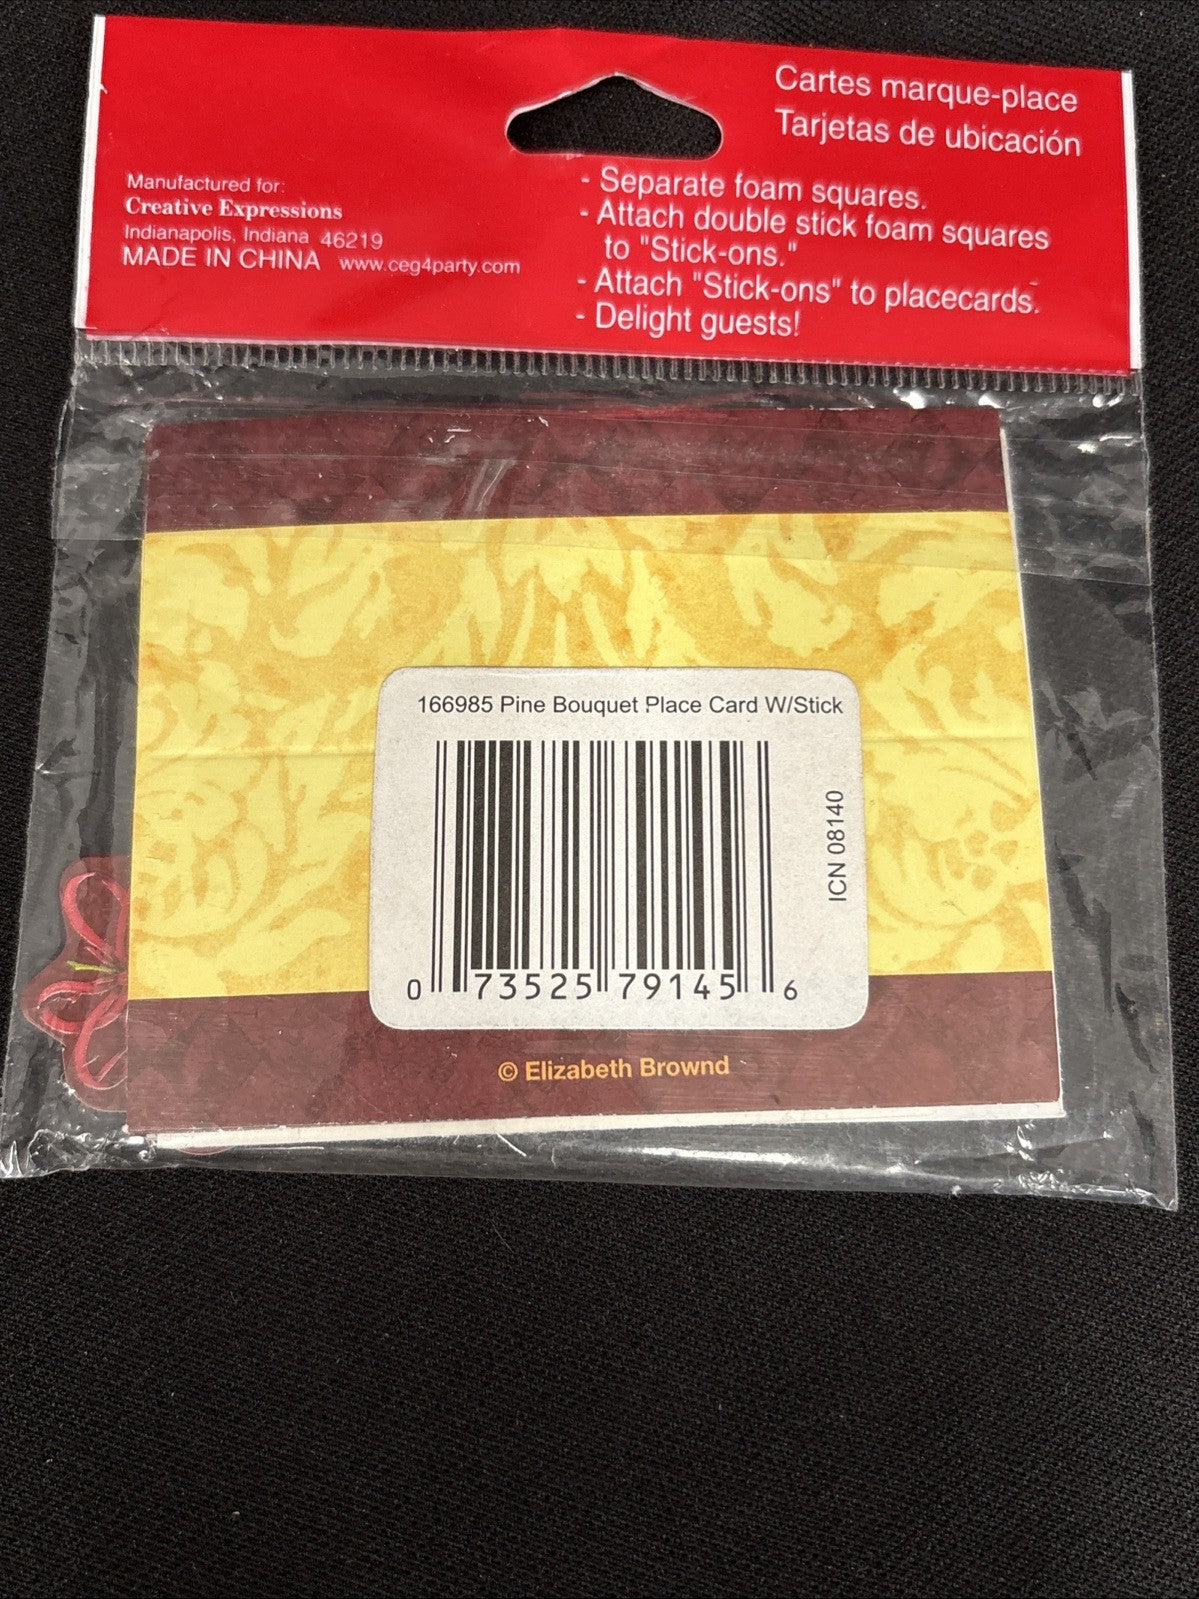 Cartes marque-place
Tarjetas de ubicación
Manufactured for:
Creative Expressions
Indianapolis, Indiana 46219
MADE IN CHINA www.ceg4party.com
- Separate foam squares.
- Attach double stick foam squares
to "Stick-ons."
- Attach "Stick-ons" to placecards.
- Delight guests!
166985 Pine Bouquet Place Card W/Stick
ICN 08140
0 73525 79145 6
© Elizabeth Brownd